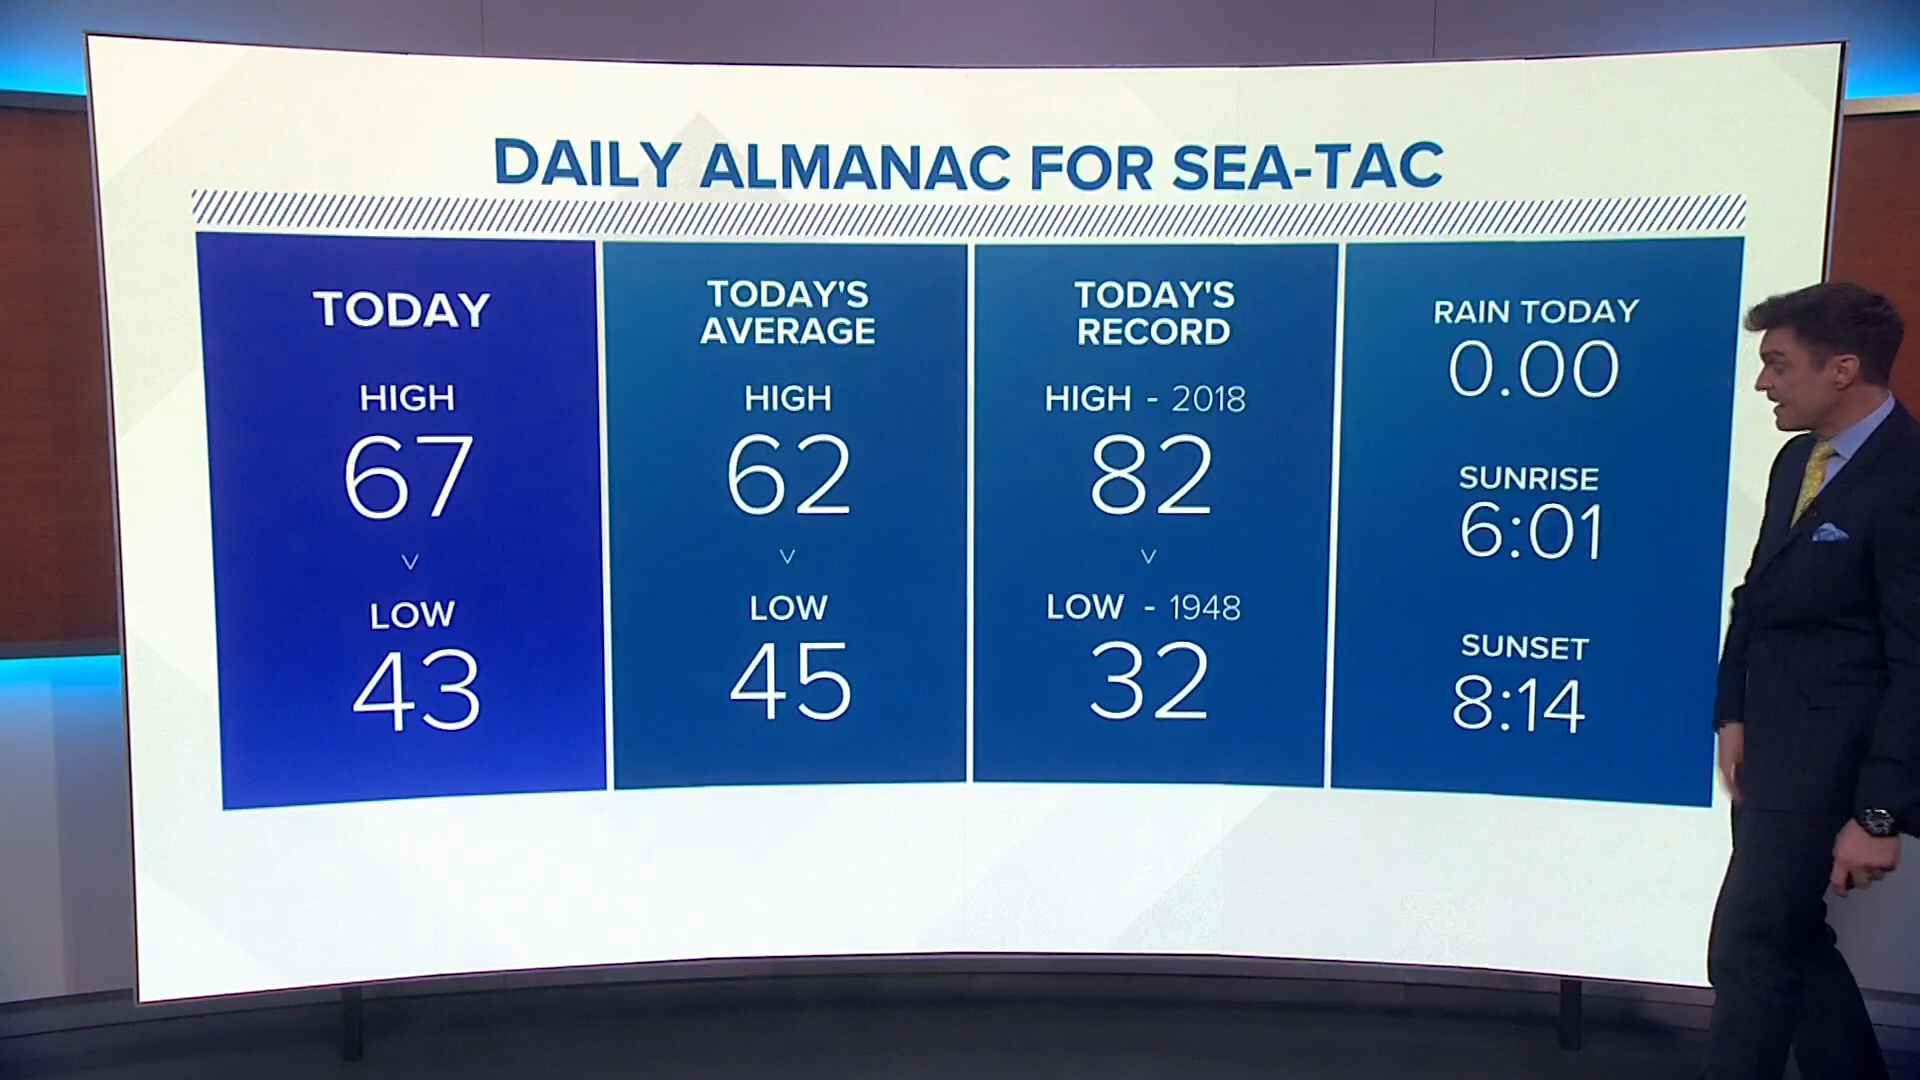 DAILY ALMANAC FOR SEA-TAC
TODAY
HIGH
67
LOW
43
TODAY'S
AVERAGE
HIGH
62
LOW
45
TODAY'S
RECORD
HIGH - 2018
82
LOW - 1948
32
RAIN TODAY
0.00
SUNRISE
6:01
SUNSET
8:14